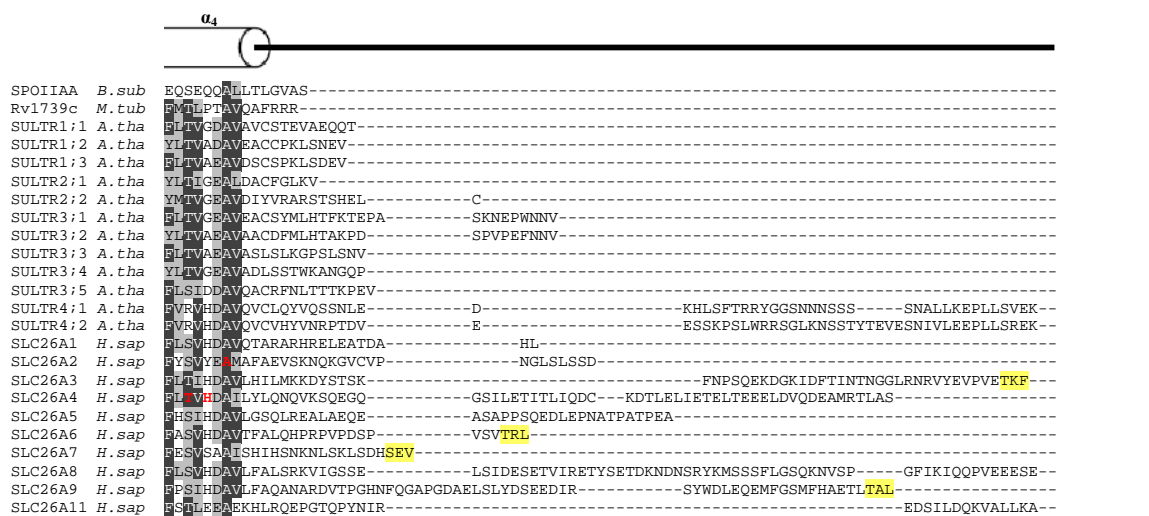 α4
SPOIIAA B.sub EQSEQQALLTLGVAS------------------------------------------------------------------------------
Rv1739c M.tub FMTLPTAVQAFRRR-------------------------------------------------------------------------------
SULTR1;1 A.tha FLTVGDAVAVCSTEVAEQQT-------------------------------------------------------------------------
SULTR1;2 A.tha YLTVADAVEACCPKLSNEV--------------------------------------------------------------------------
SULTR1;3 A.tha FLTVAEAVDSCSPKLSDEV--------------------------------------------------------------------------
SULTR2;1 A.tha YLTIGEALDACFGLKV-----------------------------------------------------------------------------
SULTR2;2 A.tha YMTVGEAVDIYVRARSTSHEL-----------C------------------------------------------------------------
SULTR3;1 A.tha FLTVGEAVEACSYMLHTFKTEPA---------SKNEPWNNV----------------------------------------------------
SULTR3;2 A.tha YLTVAEAVAACDFMLHTAKPD-----------SPVPEFNNV----------------------------------------------------
SULTR3;3 A.tha FLTVAEAVASLSLKGPSLSNV------------------------------------------------------------------------
SULTR3;4 A.tha YLTVGEAVADLSSTWKANGQP------------------------------------------------------------------------
SULTR3;5 A.tha FLSIDDAVQACRFNLTTTKPEV-----------------------------------------------------------------------
SULTR4;1 A.tha FVRVHDAVQVCLQYVQSSNLE-----------D---------------------KHLSFTRRYGGSNNNSSS-----SNALLKEPLLSVEK--
SULTR4;2 A.tha FVRVHDAVQVCVHYVNRPTDV-----------E---------------------ESSKPSLWRRSGLKNSSTYTEVESNIVLEEPLLSREK--
SLC26A1 H.sap FLSVHDAVQTARARHRELEATDA--------------HL------------------------------------------------------
SLC26A2 H.sap FYSVYEAMAFAEVSKNQKGVCVP--------------NGLSLSSD------------------------------------------------
SLC26A3 H.sap FLTIHDAVLHILMKKDYSTSK-----------------------------------FNPSQEKDGKIDFTINTNGGLRNRVYEVPVETKF---
SLC26A4 H.sap FLTVHDAILYLQNQVKSQEGQ-----------GSILETITLIQDC---KDTLELIETELTEEELDVQDEAMRTLAS-----------------
SLC26A5 H.sap FHSIHDAVLGSQLREALAEQE-----------ASAPPSQEDLEPNATPATPEA----------------------------------------
SLC26A6 H.sap FASVHDAVTFALQHPRPVPDSP----------VSVTRL-------------------------------------------------------
SLC26A7 H.sap FESVSAAISHIHSNKNLSKLSDHSEV-------------------------------------------------------------------
SLC26A8 H.sap FLSVHDAVLFALSRKVIGSSE-----------LSIDESETVIRETYSETDKNDNSRYKMSSSFLGSQKNVSP-----GFIKIQQPVEEEESE-
SLC26A9 H.sap FPSIHDAVLFAQANARDVTPGHNFQGAPGDAELSLYDSEEDIR-----------SYWDLEQEMFGSMFHAETLTAL-----------------
SLC26A11 H.sap FSTLEEAEKHLRQEPGTQPYNIR------------------------------------------------------EDSILDQKVALLKA--